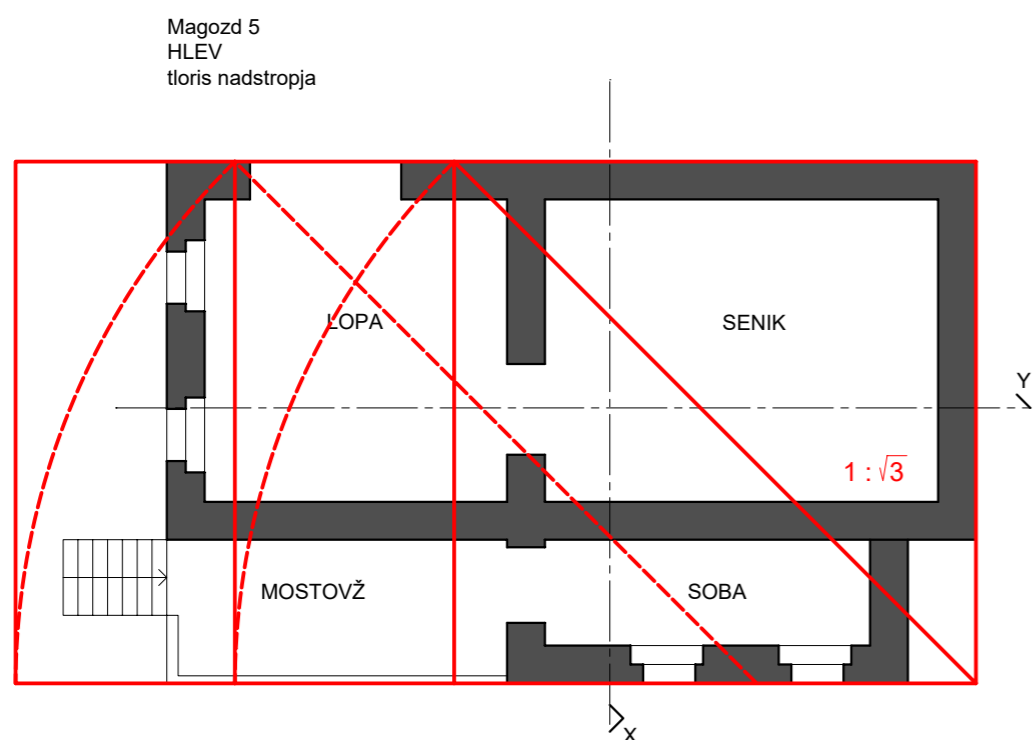 Magozd 5
HLEV
tloris nadstropja
LOPA
SENIK
Y
1 : √3
MOSTOVŽ
SOBA
X